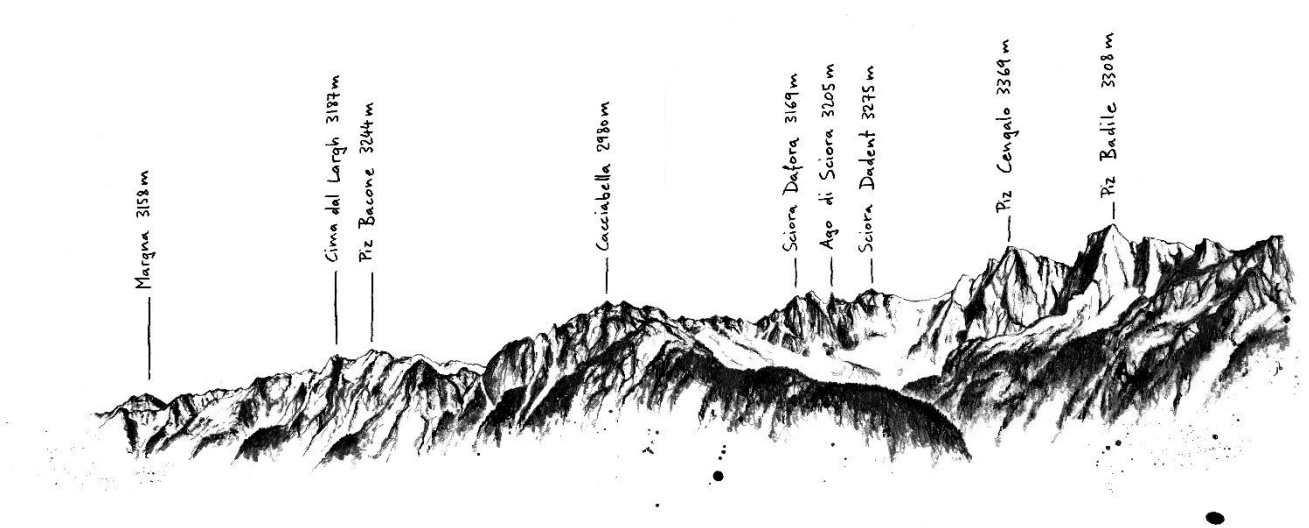 Margna 3158m
Cima dal Largh 3187m
Piz Bacone 3244m
Cacciabella 2980m
Sciora Dafora 3169m
Ago di Sciora 3205m
Sciora Dadent 3275m
Piz Cengalo 3369m
Piz Badile 3308m